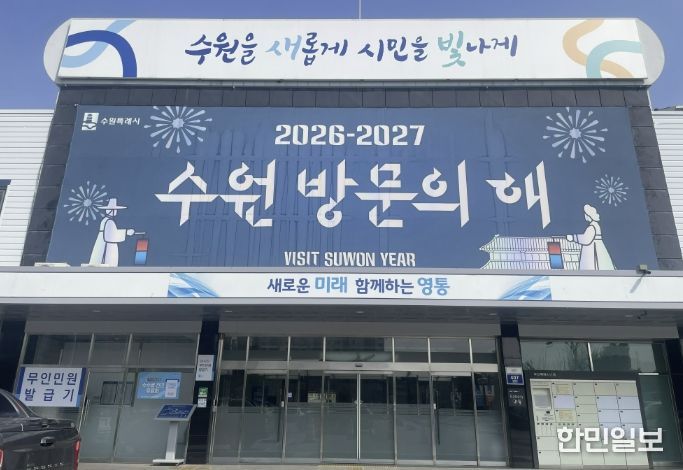 수원을 새롭게 시민을 빛나게
수원특례시
2026-2027
수원 방문의 해
VISIT SUWON YEAR
새로운 미래 함께하는 영통
무인민원
발급기
한민일보